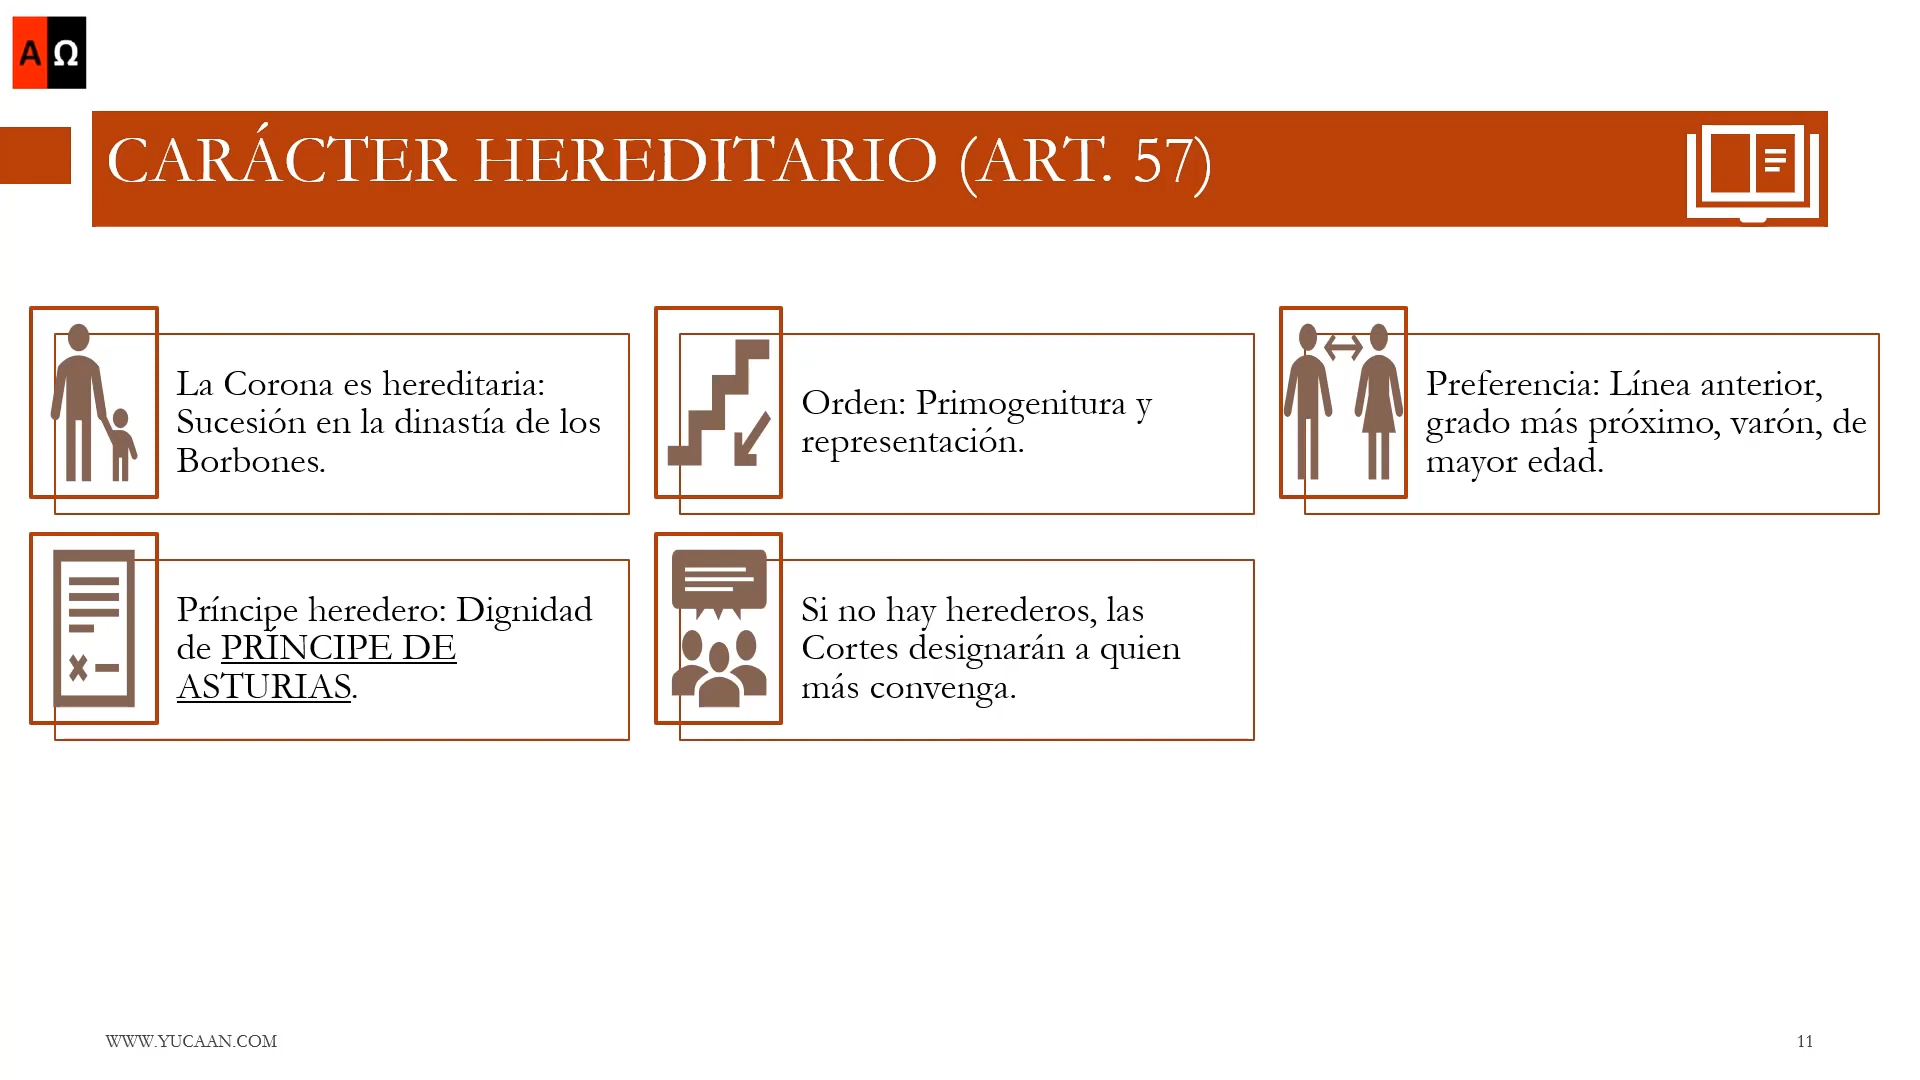 AΩ
CARÁCTER HEREDITARIO (ART. 57)
La Corona es hereditaria:
Sucesión en la dinastía de los
Borbones.
Orden: Primogenitura y
representación.
Preferencia: Línea anterior,
grado más próximo, varón, de
mayor edad.
Príncipe heredero: Dignidad
de PRÍNCIPE DE
ASTURIAS.
Si no hay herederos, las
Cortes designarán a quien
más convenga.
WWW.YUCAAN.COM
11